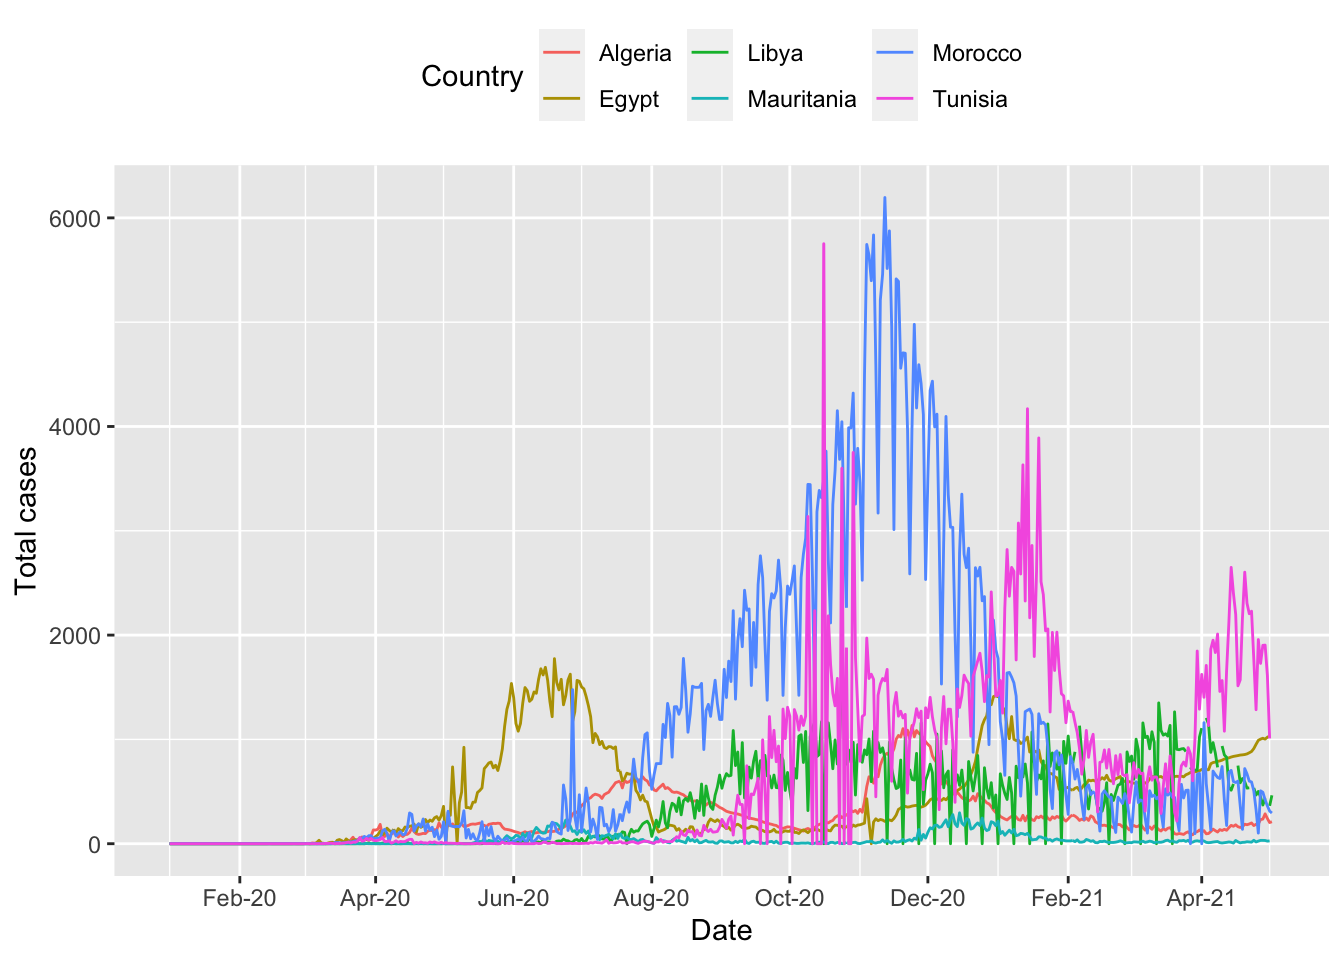 Country
Algeria Libya Morocco
Egypt Mauritania Tunisia
Total cases
6000
4000
2000
0
Feb-20 Apr-20 Jun-20 Aug-20 Oct-20 Dec-20 Feb-21 Apr-21
Date